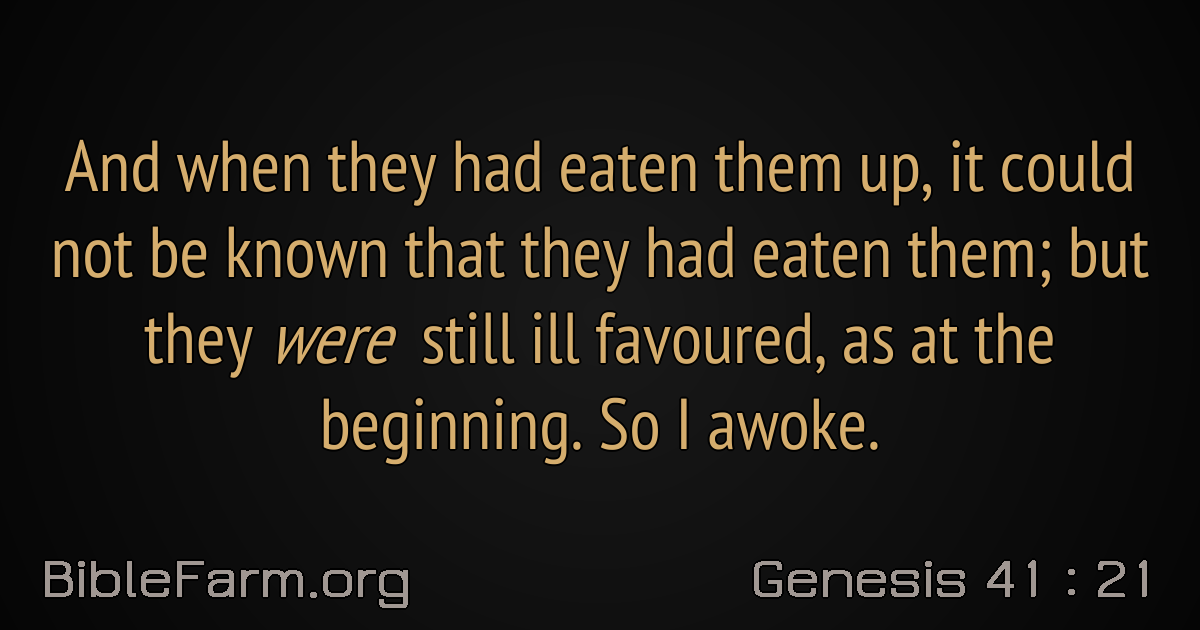 And when they had eaten them up, it could
not be known that they had eaten them; but
they were still ill favoured, as at the
beginning. So I awoke.
BibleFarm.org
Genesis 41 : 21